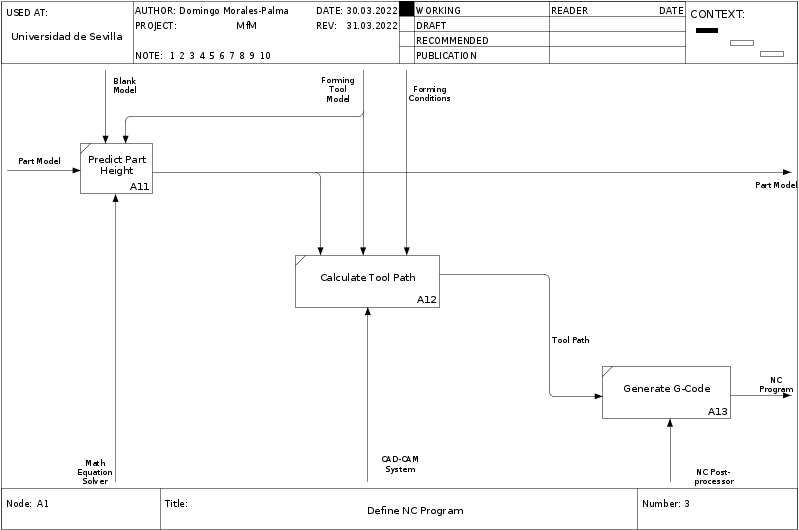 USED AT:
Universidad de Sevilla
AUTHOR: Domingo Morales-Palma
DATE: 30.03.2022
PROJECT: MfM
REV: 31.03.2022
NOTE: 1 2 3 4 5 6 7 8 9 10
WORKING
DRAFT
RECOMMENDED
PUBLICATION
READER
DATE
CONTEXT:
Blank
Model
Forming
Tool
Model
Forming
Conditions
Part Model
Predict Part
Height
A11
Part Model
Calculate Tool Path
A12
Tool Path
Generate G-Code
A13
NC
Program
Math
Equation
Solver
CAD-CAM
System
NC Post-
processor
Node: A1
Title:
Define NC Program
Number: 3